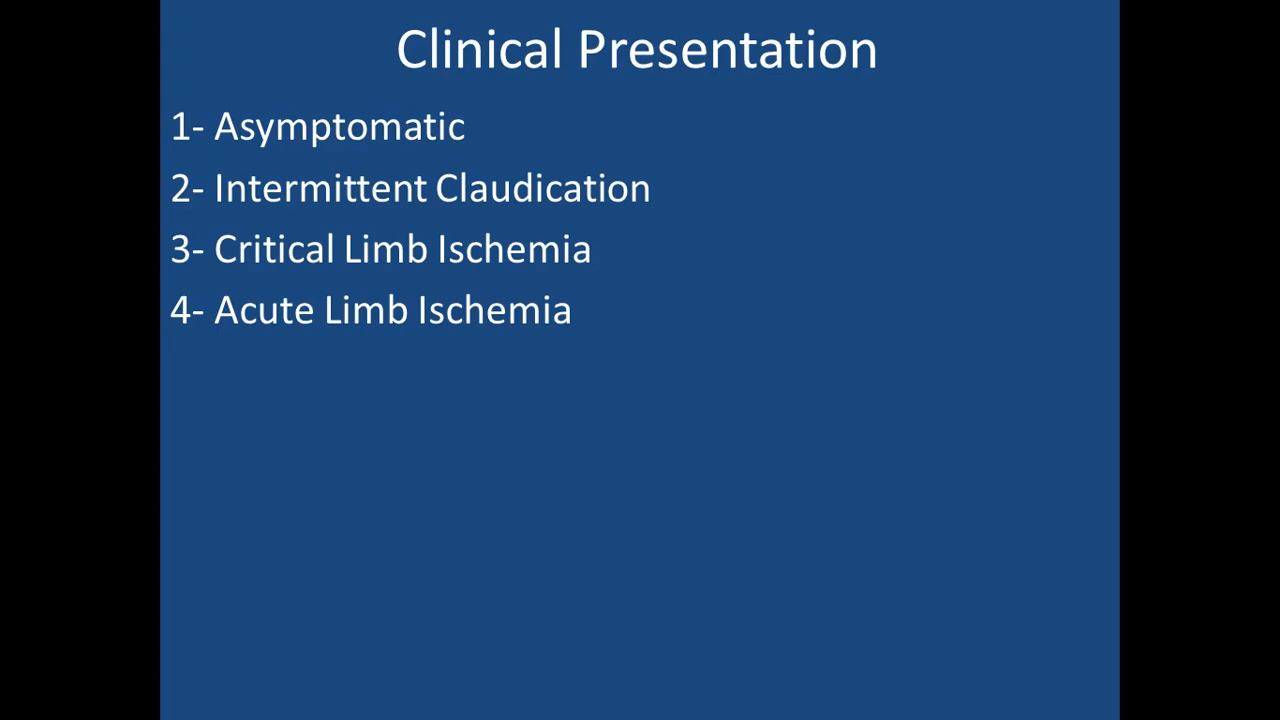 Clinical Presentation
1- Asymptomatic
2- Intermittent Claudication
3- Critical Limb Ischemia
4- Acute Limb Ischemia